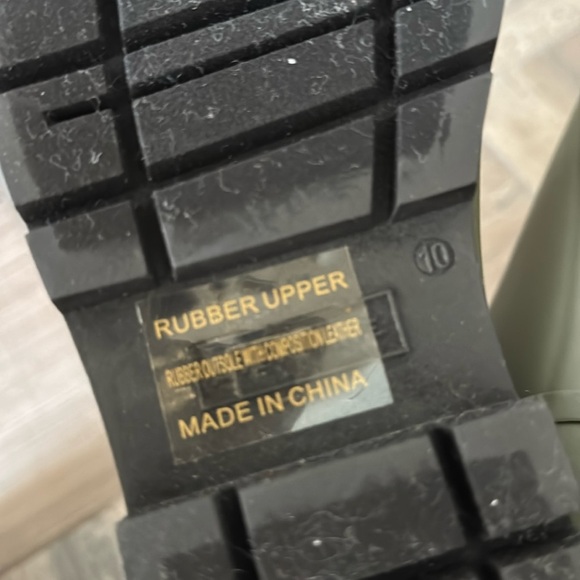 10
RUBBER UPPER
RUBBER OUTSOLE WITH COMPOSITION LEATHER
MADE IN CHINA